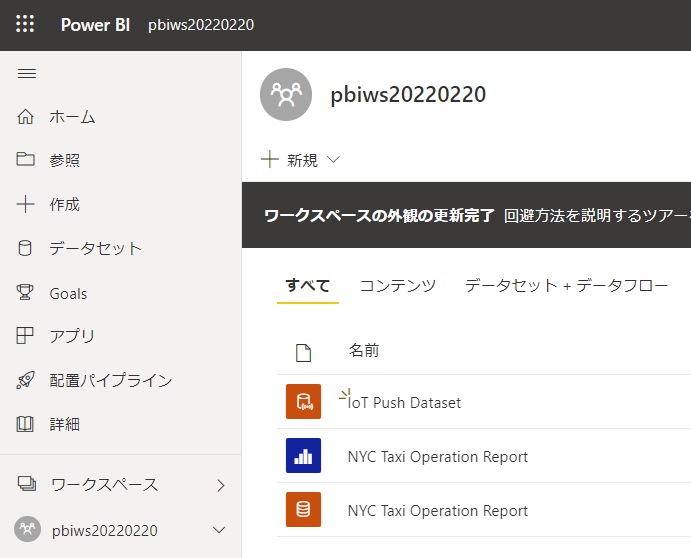 Power BI pbiws20220220
ホーム
参照
作成
データセット
Goals
アプリ
配置パイプライン
詳細
ワークスペース
pbiws20220220
pbiws20220220
新規
ワークスペースの外観の更新完了 回避方法を説明するツアーを
すべて コンテンツ データセット + データフロー
名前
IoT Push Dataset
NYC Taxi Operation Report
NYC Taxi Operation Report